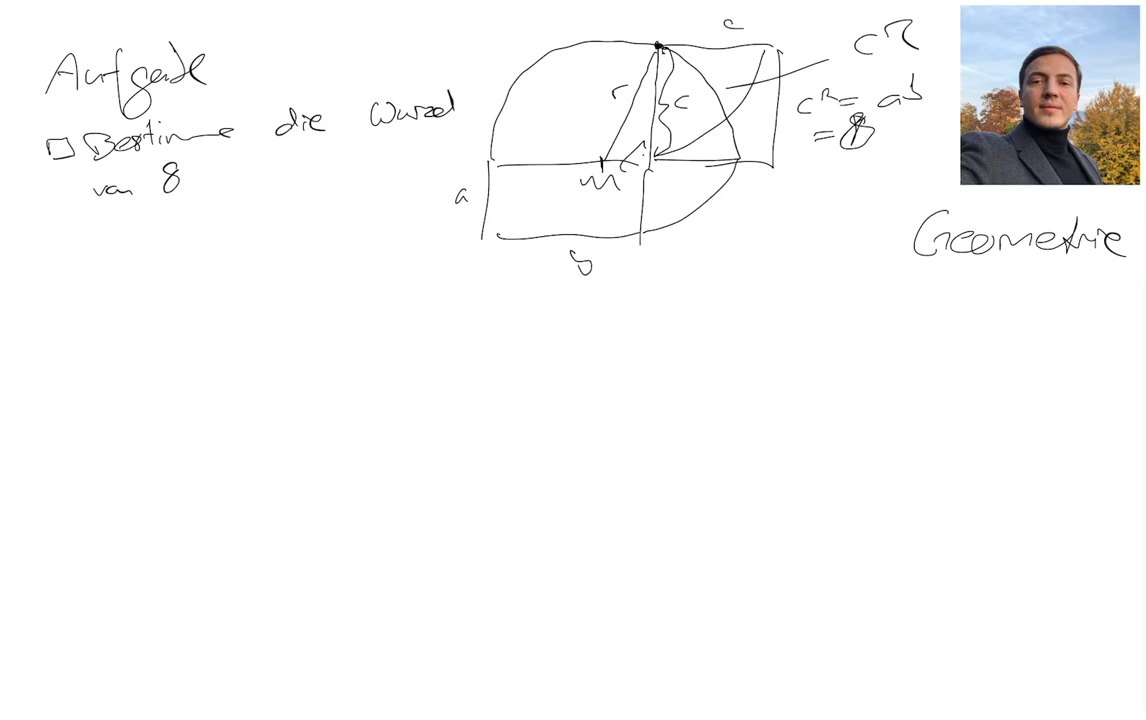 Aufgabe
□ Bestimme die Wurzel
von 8
a
b
r
c
M
c
c²
c² = ab
= 8
Geometrie